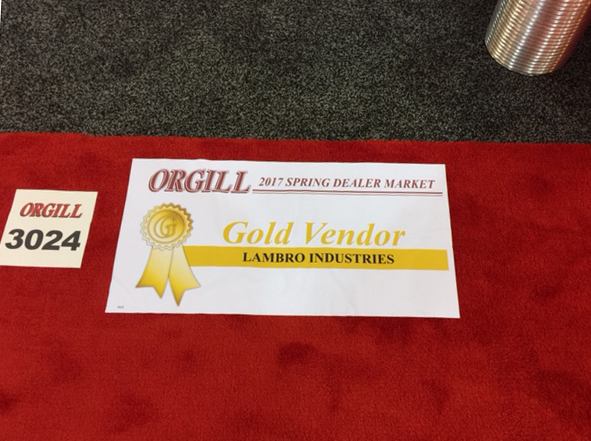 ORGILL 2017 SPRING DEALER MARKET
Gold Vendor
LAMBRO INDUSTRIES
G
ORGILL
3024